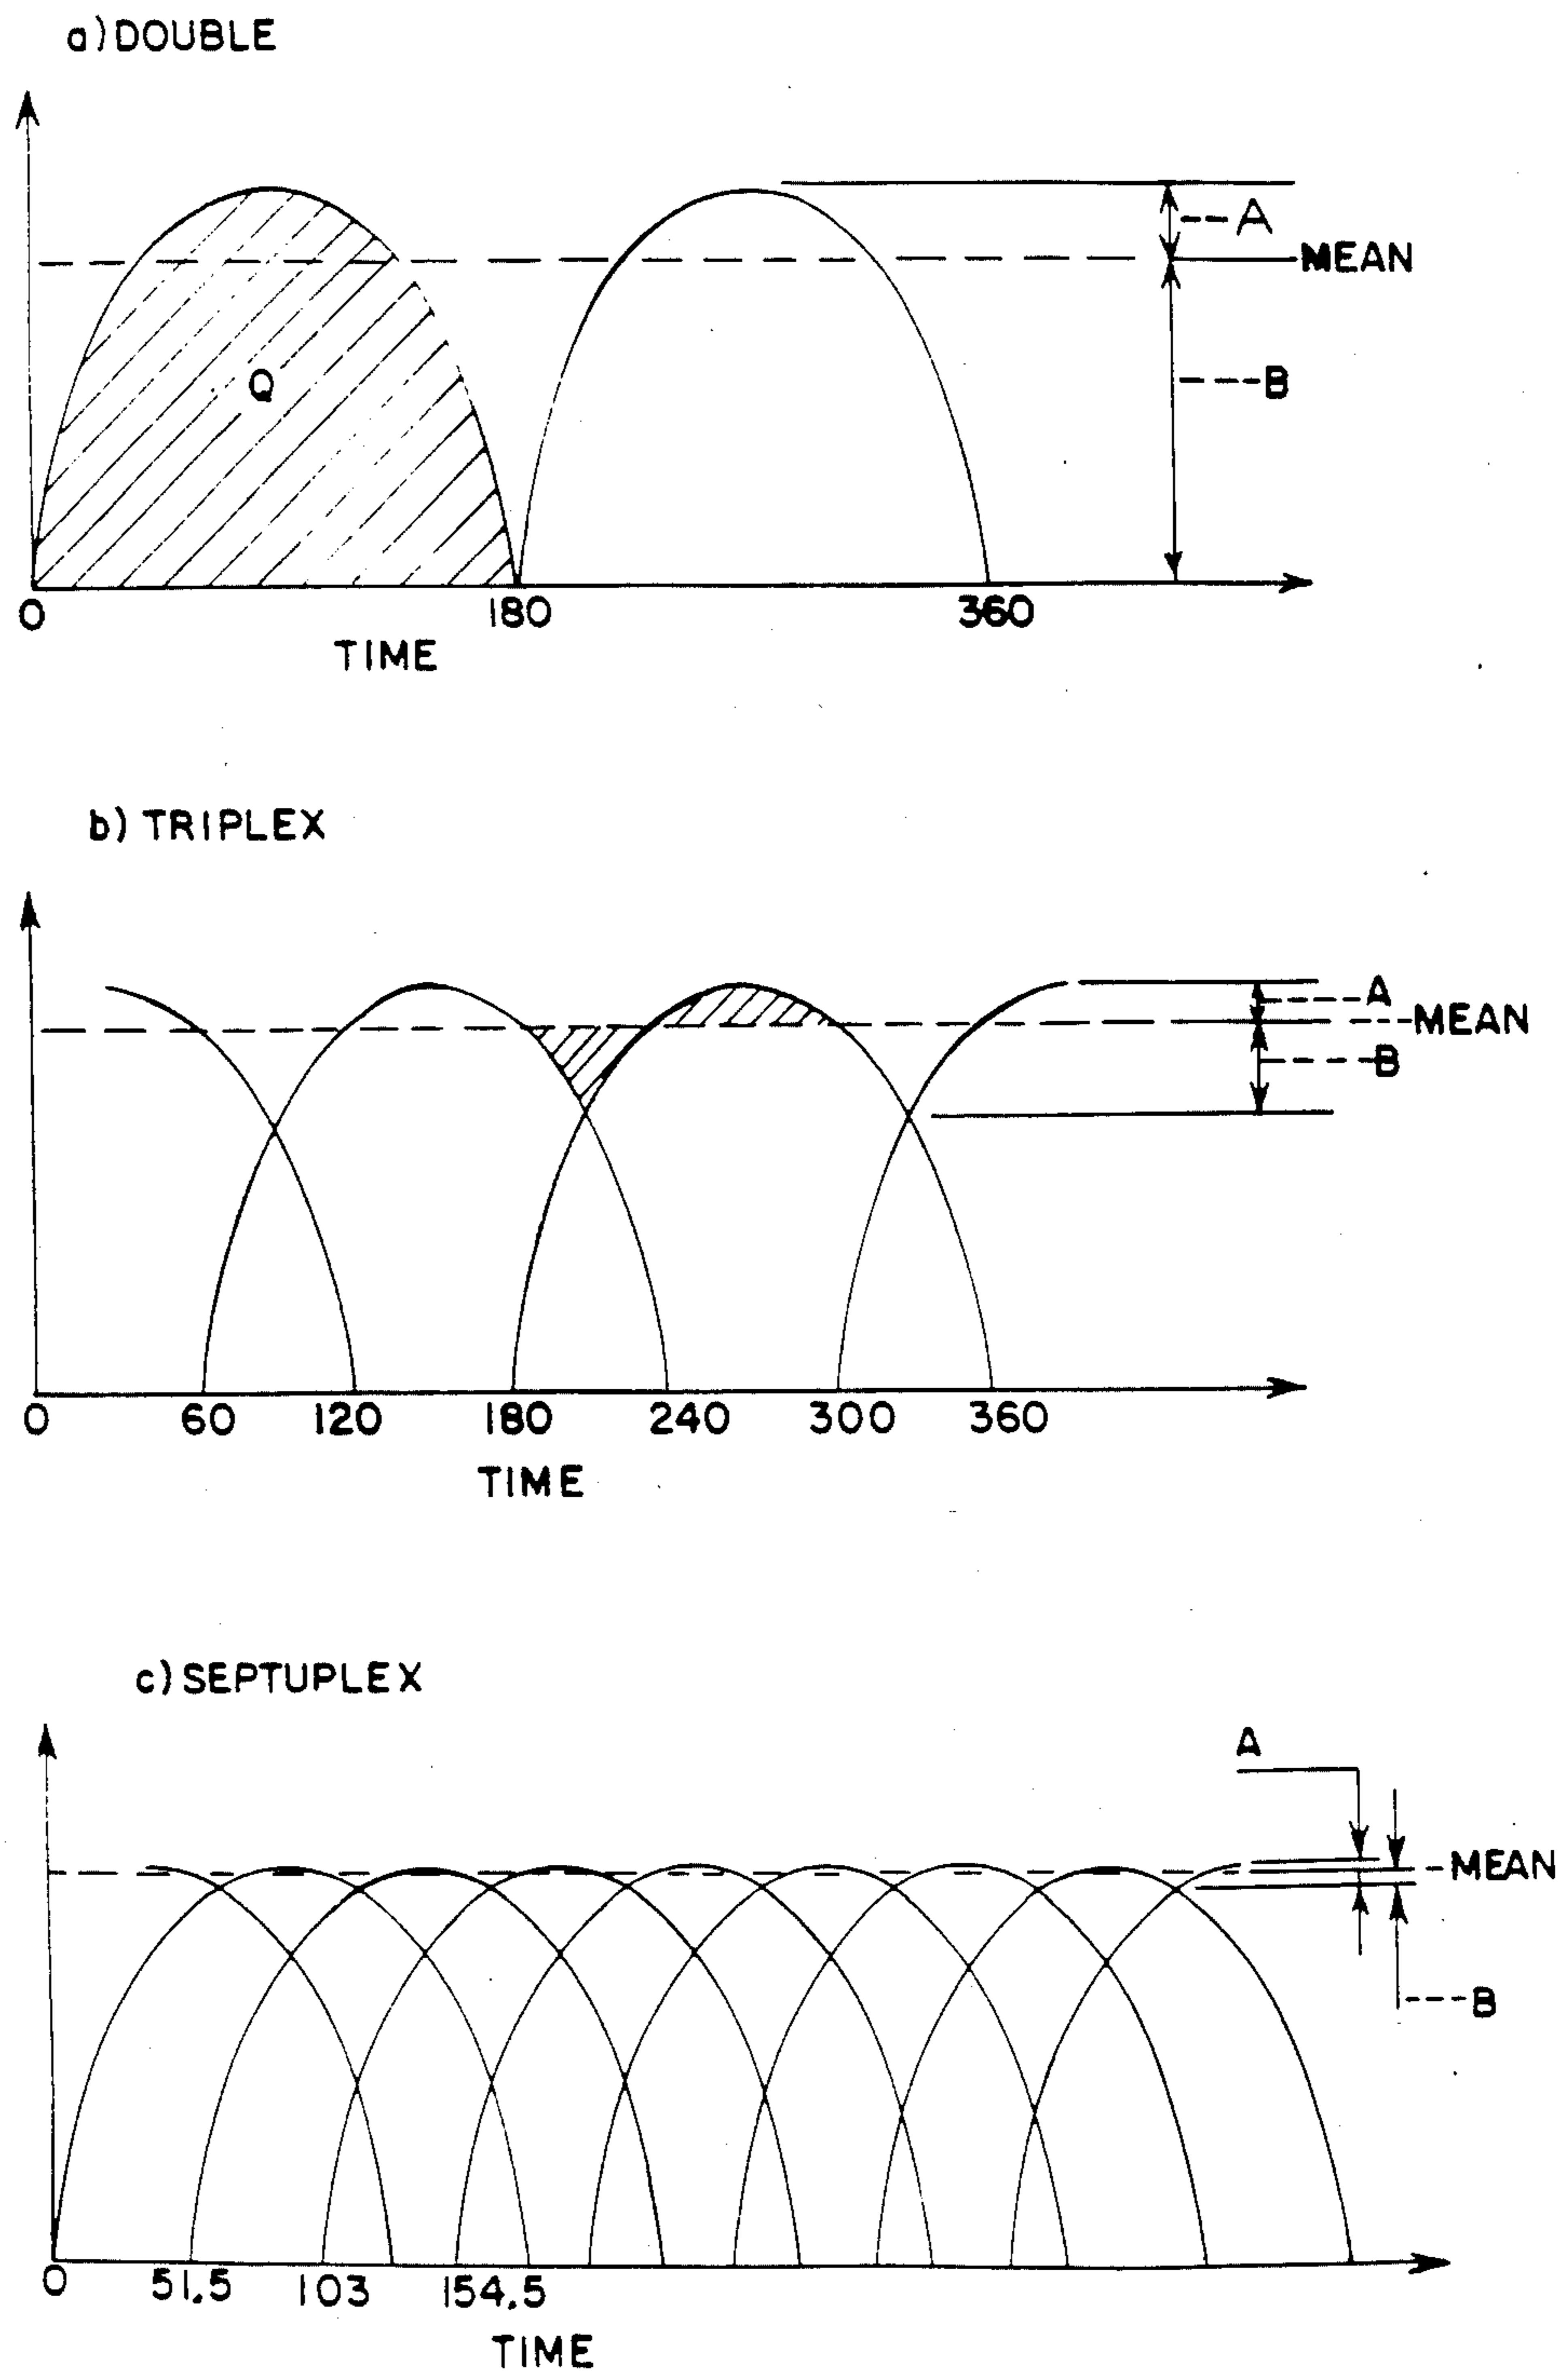 a) DOUBLE
A
MEAN
Q
B
0 180 360
TIME
b) TRIPLEX
A
MEAN
B
0 60 120 180 240 300 360
TIME
c) SEPTUPLEX
A
MEAN
B
0 51.5 103 154.5
TIME